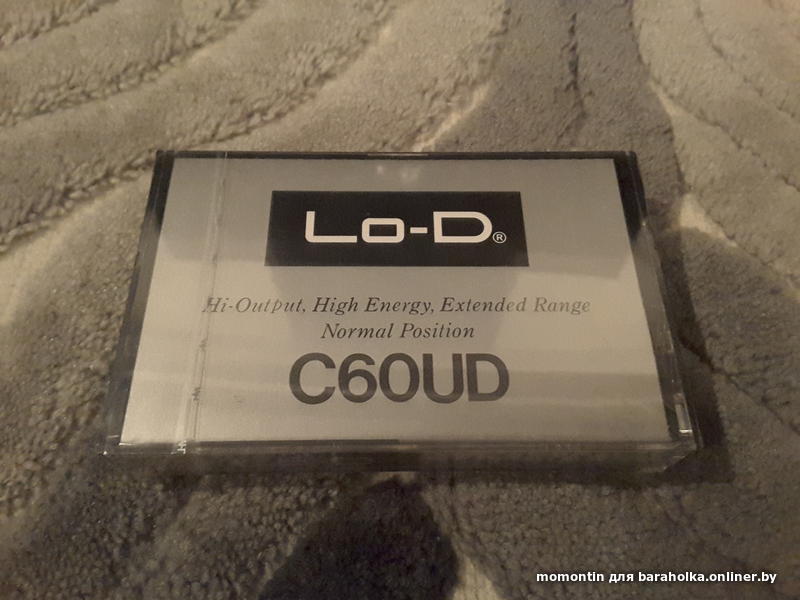 Lo-D®
Hi-Output, High Energy, Extended Range
Normal Position
C60UD
momontin для baraholka.onliner.by